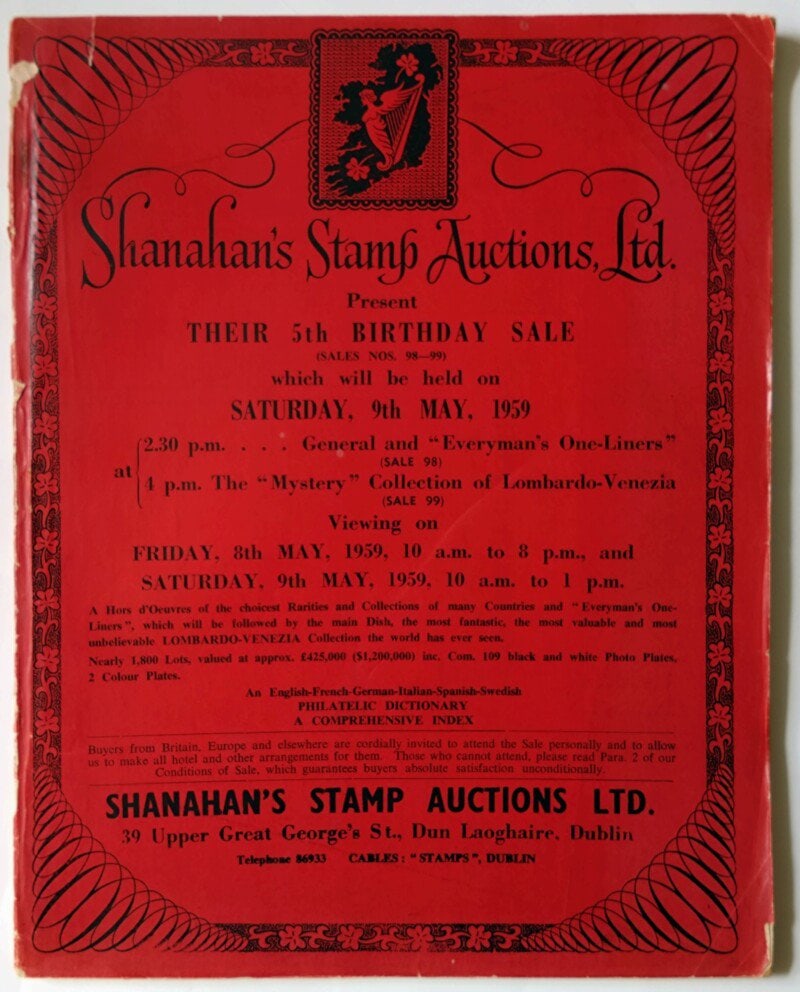 Shanahan's Stamp Auctions, Ltd.
Present
THEIR 5th BIRTHDAY SALE
(SALES NOS. 98—99)
which will be held on
SATURDAY, 9th MAY, 1959
at
2.30 p.m. . . . General and "Everyman's One-Liners"
(SALE 98)
4 p.m. The "Mystery" Collection of Lombardo-Venezia
(SALE 99)
Viewing on
FRIDAY, 8th MAY, 1959, 10 a.m. to 8 p.m., and
SATURDAY, 9th MAY, 1959, 10 a.m. to 1 p.m.
A Hors d'Oeuvres of the choicest Rarities and Collections of many Countries and "Everyman's One-
Liners", which will be followed by the main Dish, the most fantastic, the most valuable and most
unbelievable LOMBARDO-VENEZIA Collection the world has ever seen.
Nearly 1,800 Lots, valued at approx. £425,000 ($1,200,000) inc. Com. 109 black and white Photo Plates,
2 Colour Plates.
An English-French-German-Italian-Spanish-Swedish
PHILATELIC DICTIONARY
A COMPREHENSIVE INDEX
Buyers from Britain, Europe and elsewhere are cordially invited to attend the Sale personally and to allow
us to make all hotel and other arrangements for them. Those who cannot attend, please read Para. 2 of our
Conditions of Sale, which guarantees buyers absolute satisfaction unconditionally.
SHANAHAN'S STAMP AUCTIONS LTD.
39 Upper Great George's St., Dun Laoghaire, Dublin
Telephone 86933 CABLES: "STAMPS", DUBLIN